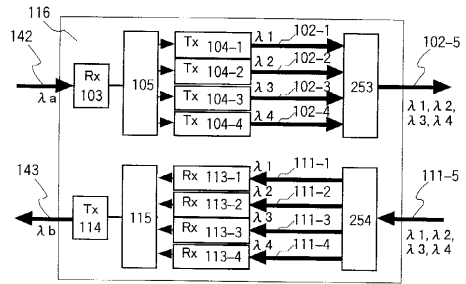 116
142
λa
Rx
103
105
Tx 104-1
Tx 104-2
Tx 104-3
Tx 104-4
λ1 102-1
λ2 102-2
λ3 102-3
λ4 102-4
253
102-5
λ1,λ2,
λ3,λ4
143
λb
Tx
114
115
Rx 113-1
Rx 113-2
Rx 113-3
Rx 113-4
λ1 111-1
λ2 111-2
λ3 111-3
λ4 111-4
254
111-5
λ1,λ2,
λ3,λ4